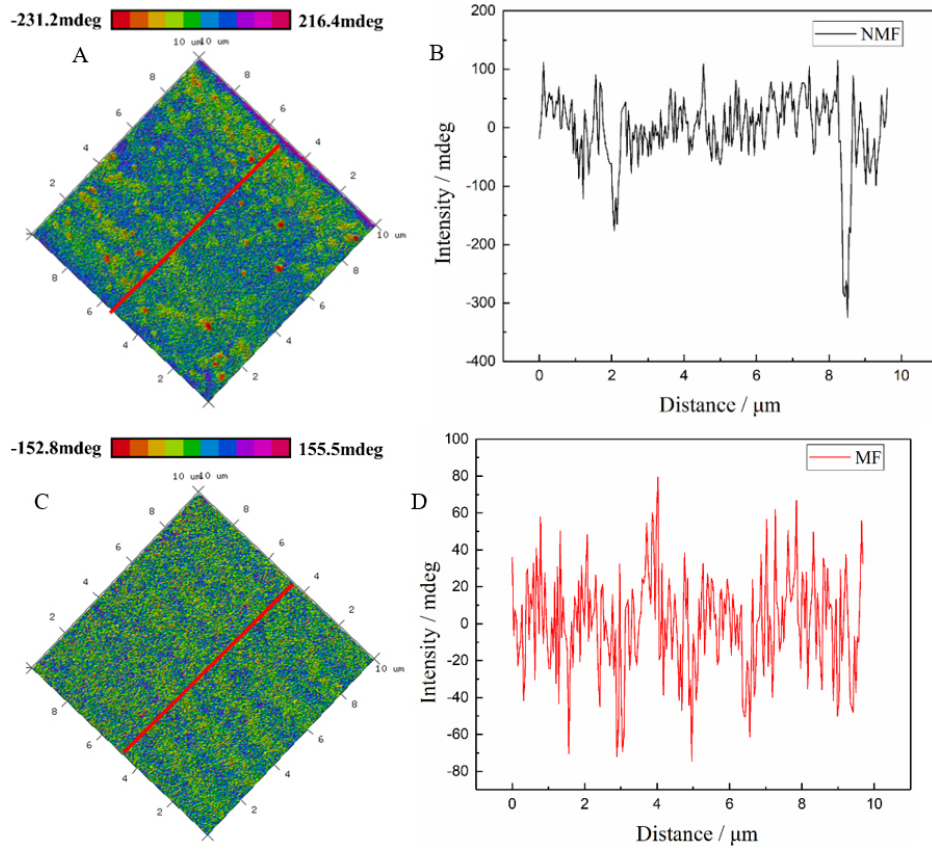 -231.2mdeg 216.4mdeg
A
10 um 10 um
8 8
6 6
4 4
2 2
10 um
8 8
6 6
4 4
2 2
B
NMF
200
100
0
-100
-200
-300
-400
0 2 4 6 8 10
Intensity / mdeg
Distance / μm
-152.8mdeg 155.5mdeg
C
10 um 10 um
8 8
6 6
4 4
2 2
10 um
8 8
6 6
4 4
2 2
D
MF
100
80
60
40
20
0
-20
-40
-60
-80
0 2 4 6 8 10
Intensity / mdeg
Distance / μm